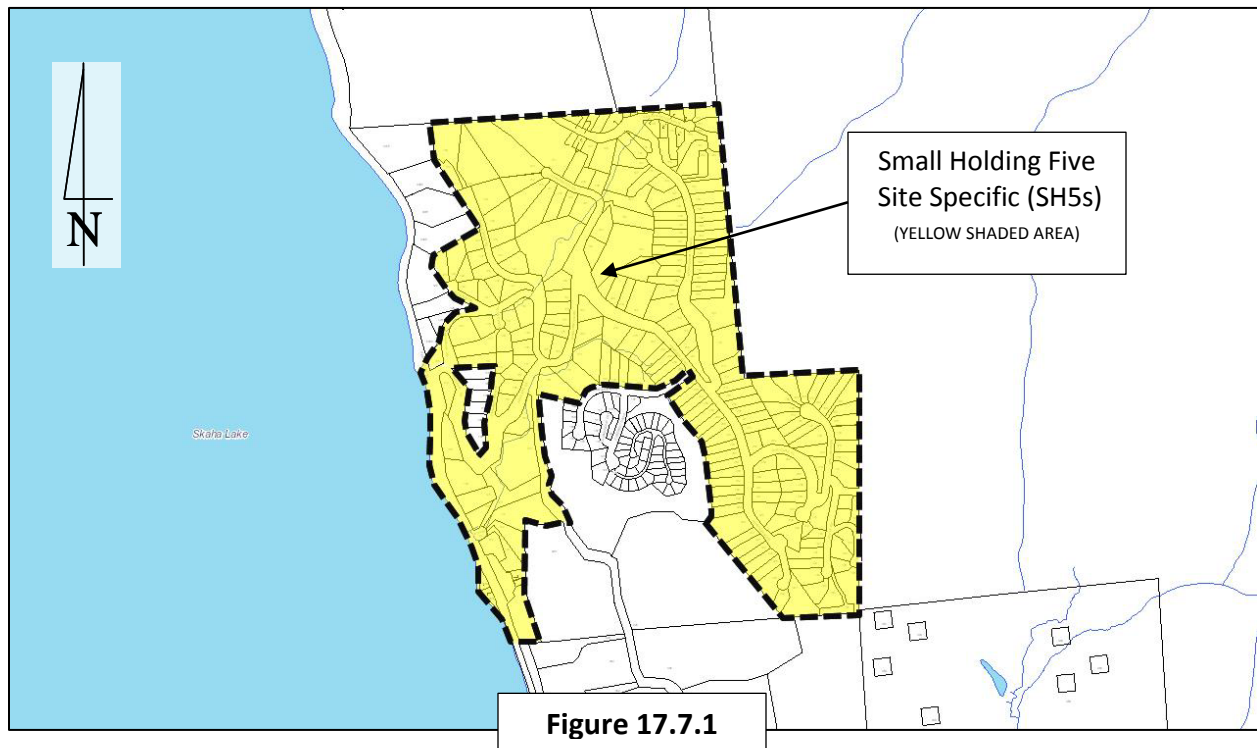 N
Small Holding Five
Site Specific (SH5s)
(YELLOW SHADED AREA)
Skaha Lake
Figure 17.7.1